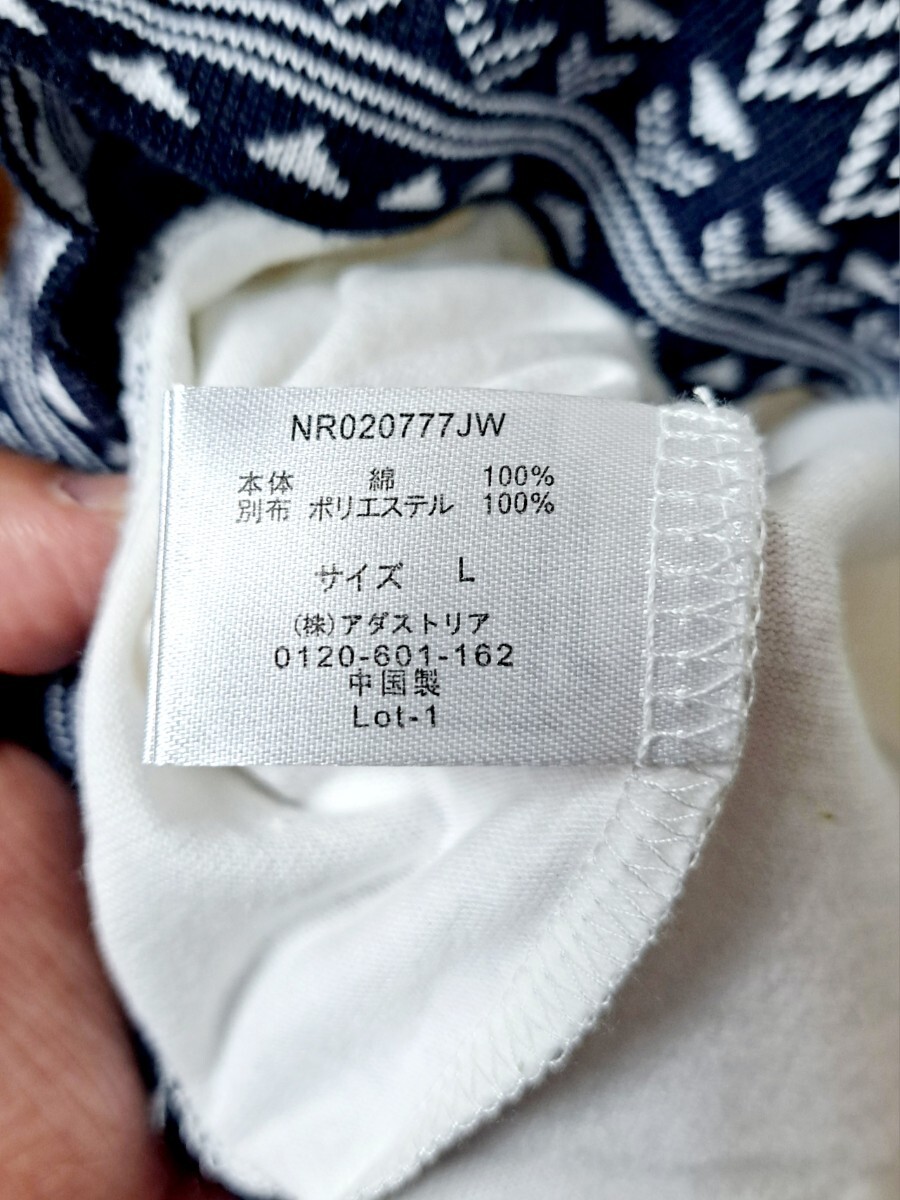 NR020777JW
本体 綿 100%
別布 ポリエステル 100%
サイズ L
(株)アダストリア
0120-601-162
中国製
Lot-1